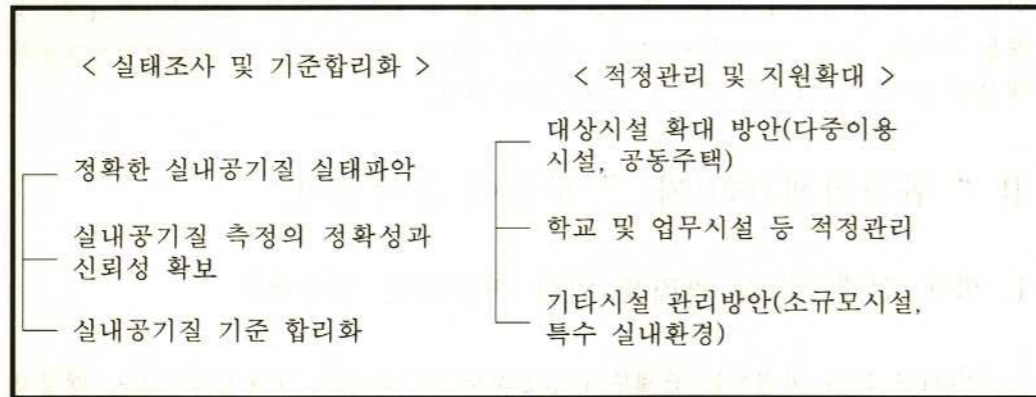 < 실태조사 및 기준합리화 >
정확한 실내공기질 실태파악
실내공기질 측정의 정확성과
신뢰성 확보
실내공기질 기준 합리화
< 적정관리 및 지원확대 >
대상시설 확대 방안(다중이용
시설, 공동주택)
학교 및 업무시설 등 적정관리
기타시설 관리방안(소규모시설,
특수 실내환경)